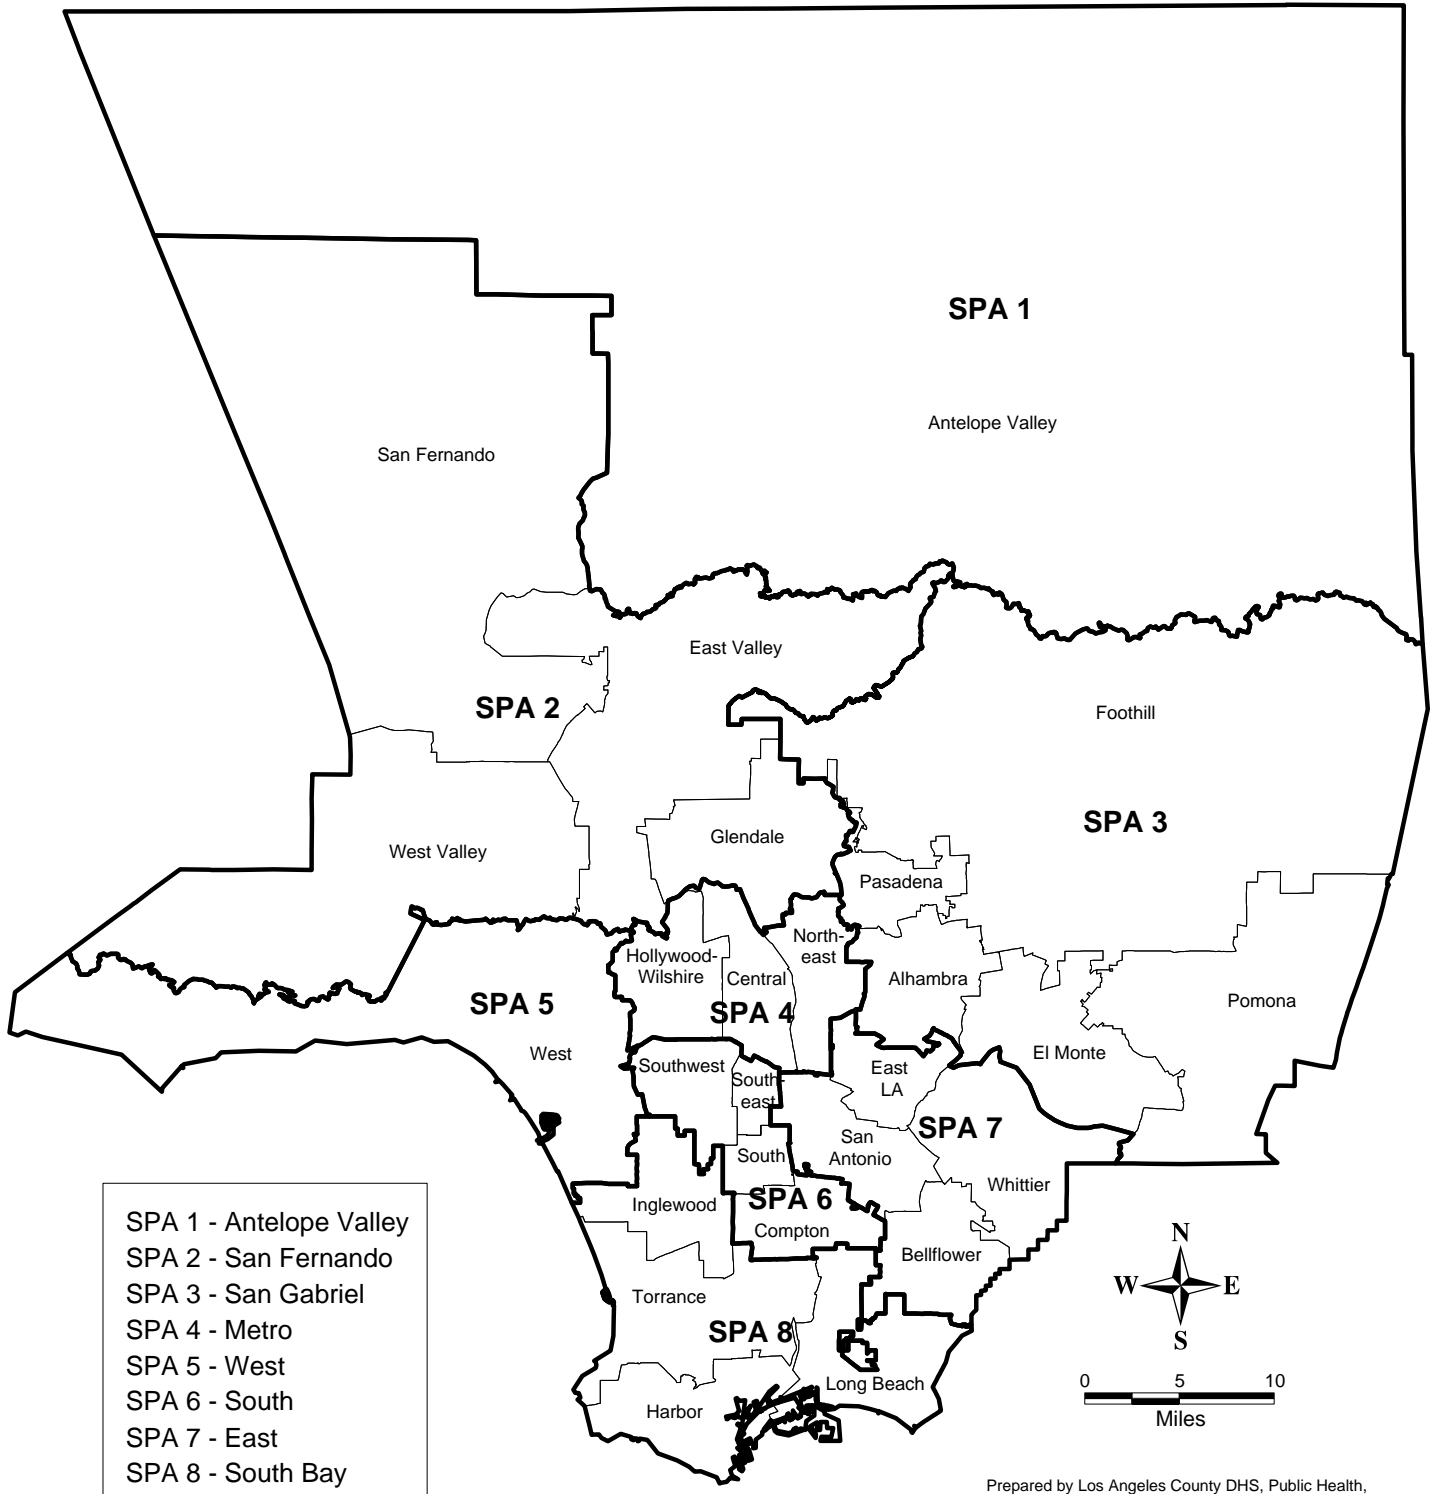 SPA 1
Antelope Valley
San Fernando
East Valley
SPA 2
Foothill
SPA 3
Glendale
West Valley
Pasadena
North-
east
Hollywood-
Wilshire
Central
Alhambra
SPA 5
SPA 4
Pomona
West
El Monte
Southwest
South-
east
East
LA
SPA 7
San
Antonio
South
Whittier
SPA 6
Inglewood
Compton
Bellflower
Torrance
SPA 8
Long Beach
Harbor
SPA 1 - Antelope Valley
SPA 2 - San Fernando
SPA 3 - San Gabriel
SPA 4 - Metro
SPA 5 - West
SPA 6 - South
SPA 7 - East
SPA 8 - South Bay
N
W E
S
0 5 10
Miles
Prepared by Los Angeles County DHS, Public Health,